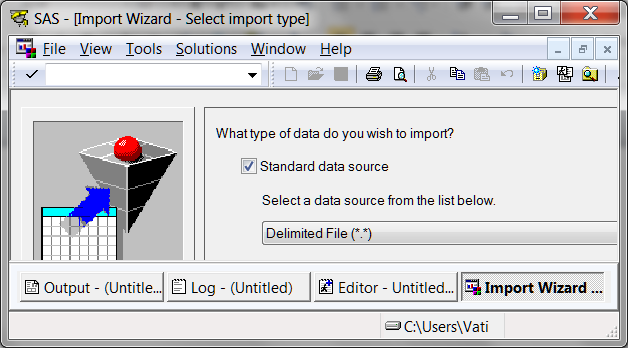 SAS - [Import Wizard - Select import type]
File View Tools Solutions Window Help
What type of data do you wish to import?
Standard data source
Select a data source from the list below.
Delimited File (*.*)
Output - (Untitle... Log - (Untitled) Editor - Untitled... Import Wizard ...
C:\Users\Vati